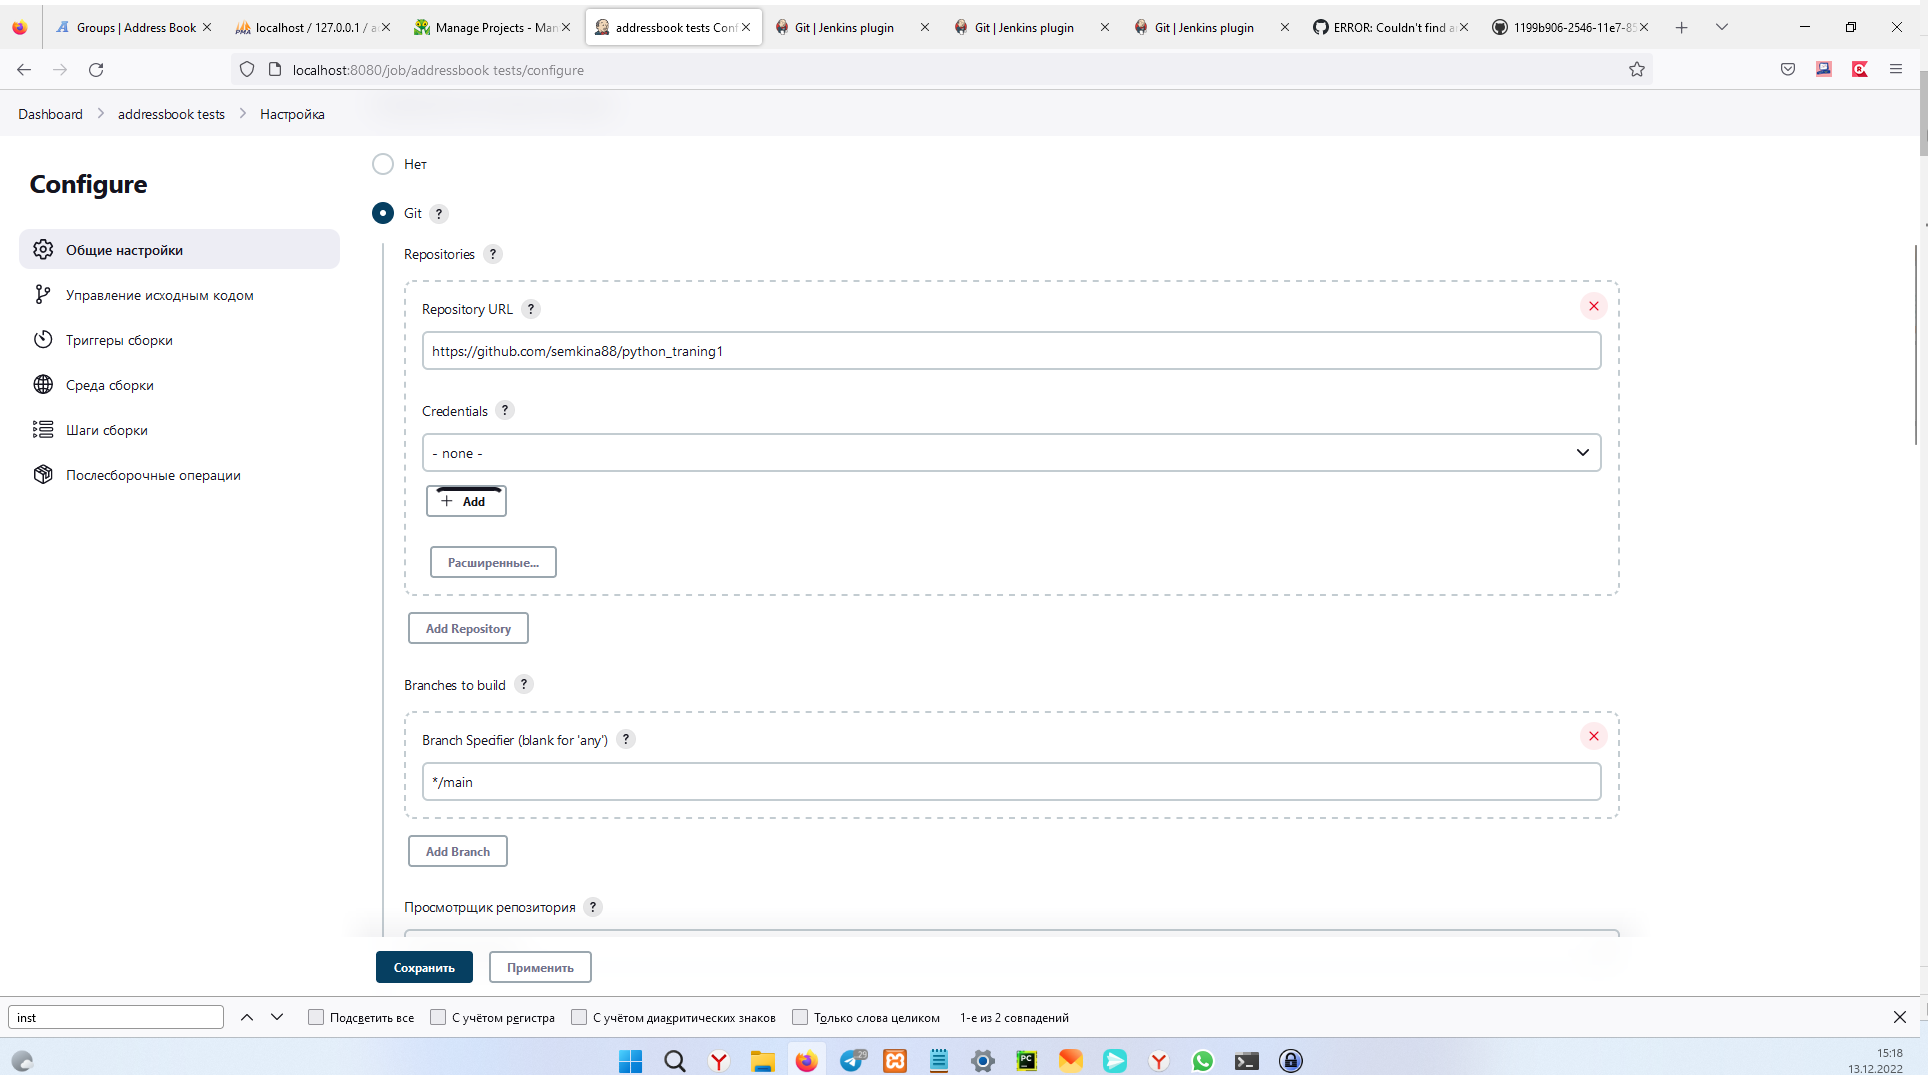 Groups | Address Book
localhost / 127.0.0.1 / a
Manage Projects - Man
addressbook tests Conf
Git | Jenkins plugin
Git | Jenkins plugin
Git | Jenkins plugin
ERROR: Couldn't find a
1199b906-2546-11e7-85
localhost:8080/job/addressbook tests/configure
Dashboard
addressbook tests
Настройка
Configure
Общие настройки
Управление исходным кодом
Триггеры сборки
Среда сборки
Шаги сборки
Послесборочные операции
Нет
Git ?
Repositories ?
Repository URL ?
https://github.com/semkina88/python_traning1
Credentials ?
- none -
+ Add
Расширенные...
Add Repository
Branches to build ?
Branch Specifier (blank for 'any') ?
*/main
Add Branch
Просмотрщик репозитория ?
Сохранить
Применить
inst
Подсветить все
С учётом регистра
С учётом диакритических знаков
Только слова целиком
1-е из 2 совпадений
29
PC
15:18
13.12.2022